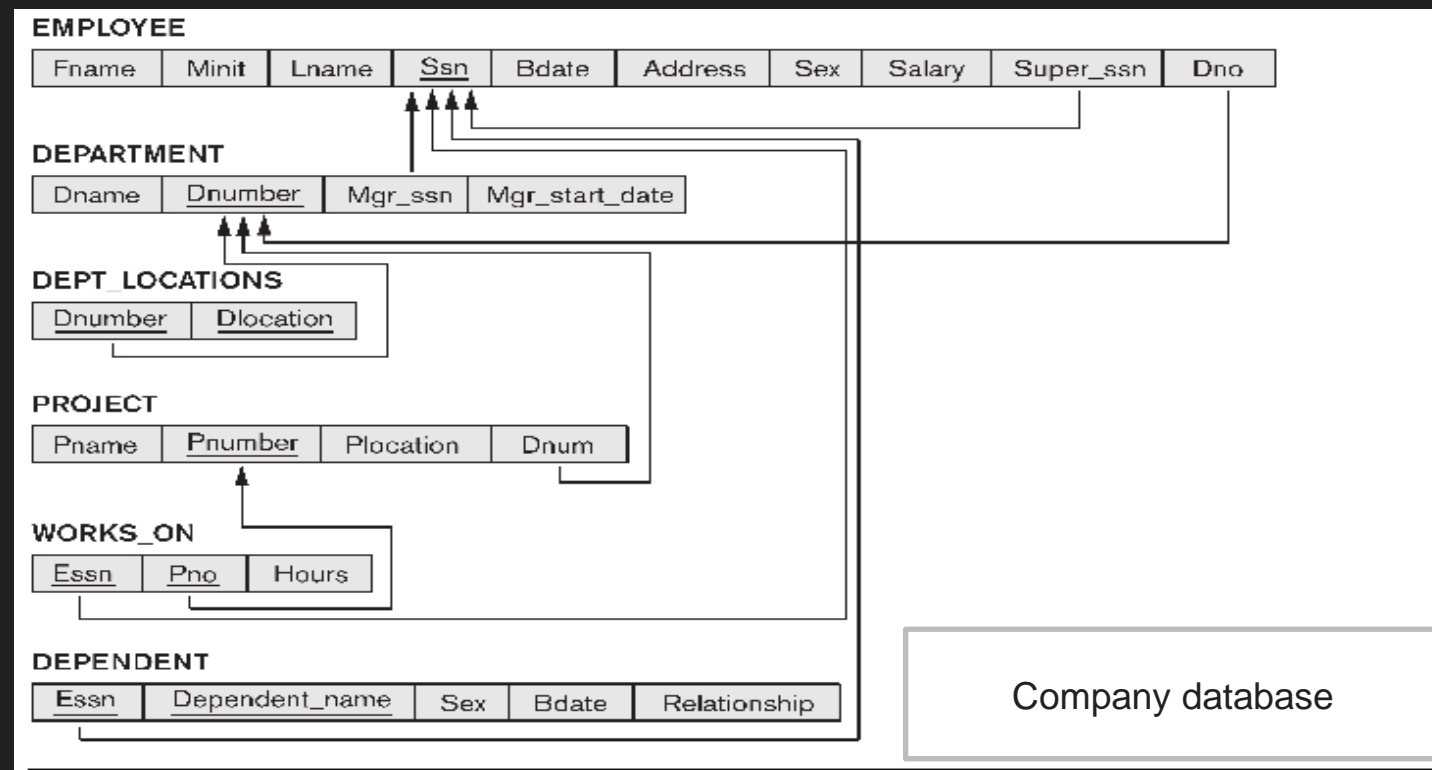 EMPLOYEE
Fname Minit Lname Ssn Bdate Address Sex Salary Super_ssn Dno
DEPARTMENT
Dname Dnumber Mgr_ssn Mgr_start_date
DEPT_LOCATIONS
Dnumber Dlocation
PROJECT
Pname Pnumber Plocation Dnum
WORKS_ON
Essn Pno Hours
DEPENDENT
Essn Dependent_name Sex Bdate Relationship
Company database